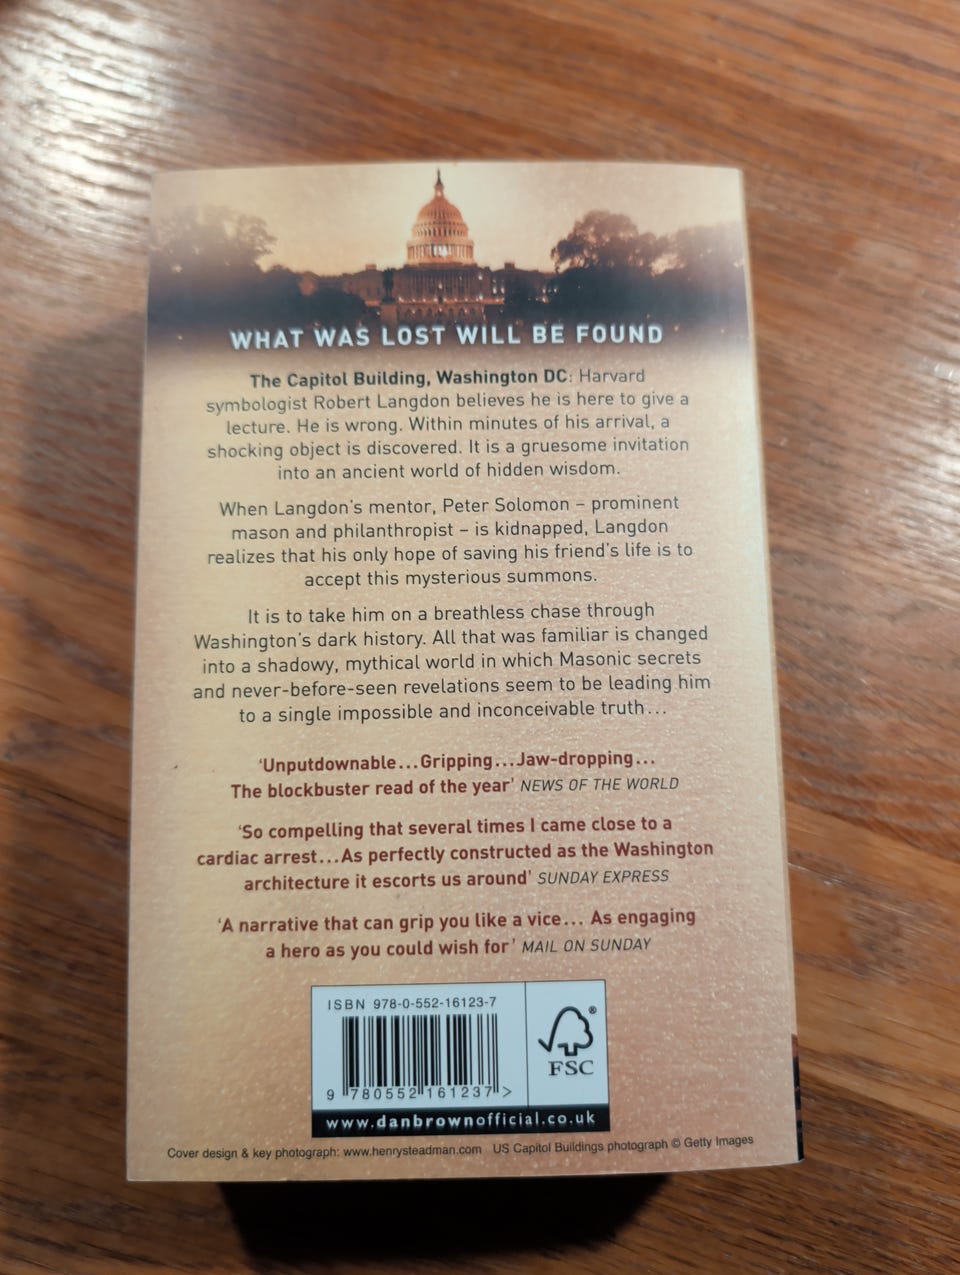 WHAT WAS LOST WILL BE FOUND
The Capitol Building, Washington DC: Harvard
symbologist Robert Langdon believes he is here to give a
lecture. He is wrong. Within minutes of his arrival, a
shocking object is discovered. It is a gruesome invitation
into an ancient world of hidden wisdom.
When Langdon's mentor, Peter Solomon – prominent
mason and philanthropist – is kidnapped, Langdon
realizes that his only hope of saving his friend's life is to
accept this mysterious summons.
It is to take him on a breathless chase through
Washington's dark history. All that was familiar is changed
into a shadowy, mythical world in which Masonic secrets
and never-before-seen revelations seem to be leading him
to a single impossible and inconceivable truth...
'Unputdownable...Gripping...Jaw-dropping...
The blockbuster read of the year' NEWS OF THE WORLD
'So compelling that several times I came close to a
cardiac arrest...As perfectly constructed as the Washington
architecture it escorts us around' SUNDAY EXPRESS
'A narrative that can grip you like a vice... As engaging
a hero as you could wish for' MAIL ON SUNDAY
ISBN 978-0-552-16123-7
9 780552 161237 >
®
FSC
www.danbrownofficial.co.uk
Cover design & key photograph: www.henrysteadman.com US Capitol Buildings photograph © Getty Images